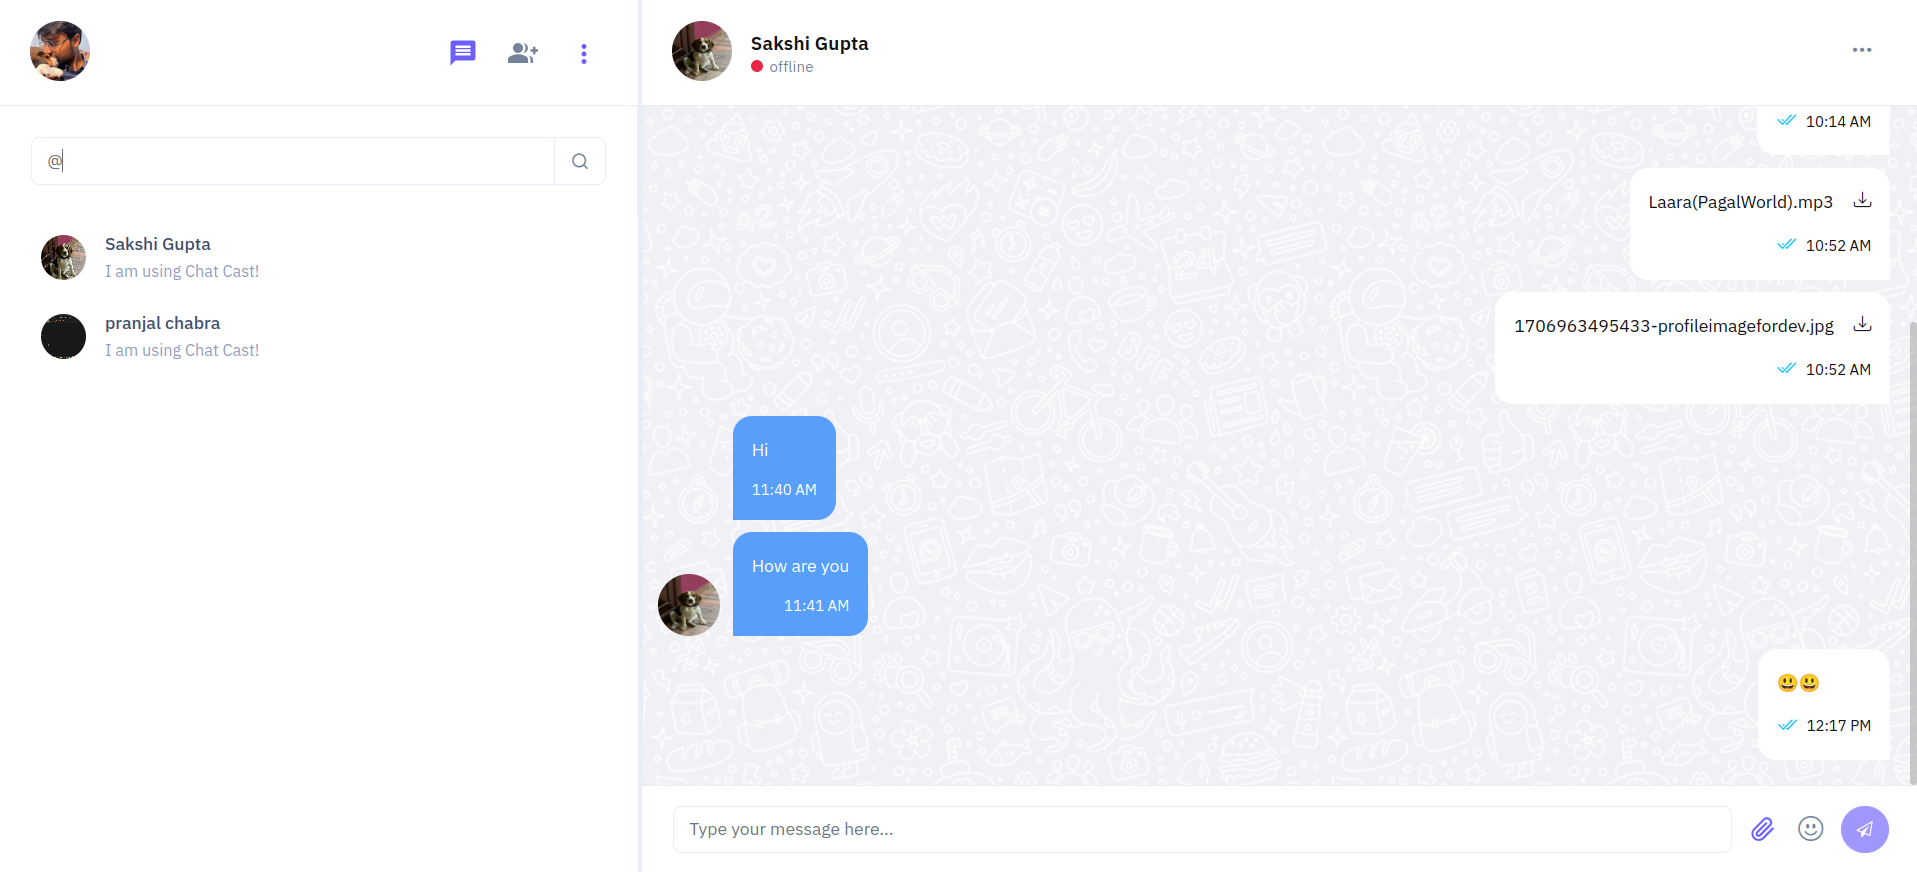 @
Sakshi Gupta
I am using Chat Cast!
pranjal chabra
I am using Chat Cast!
Sakshi Gupta
offline
10:14 AM
Laara(PagalWorld).mp3
10:52 AM
1706963495433-profileimagefordev.jpg
10:52 AM
Hi
11:40 AM
How are you
11:41 AM
😃😃
12:17 PM
Type your message here...